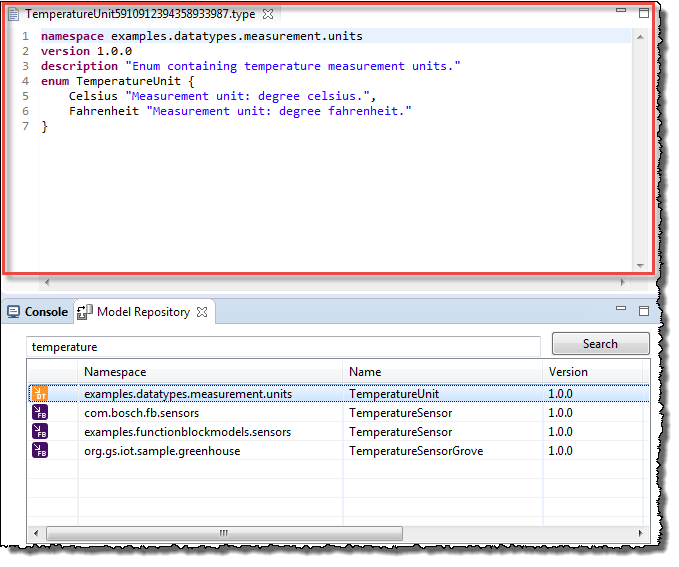 TemperatureUnit5910912394358933987.type
1 namespace examples.datatypes.measurement.units
2 version 1.0.0
3 description "Enum containing temperature measurement units."
4 enum TemperatureUnit {
5 Celsius "Measurement unit: degree celsius.",
6 Fahrenheit "Measurement unit: degree fahrenheit."
7 }
Console Model Repository
temperature Search
Namespace Name Version
DT examples.datatypes.measurement.units TemperatureUnit 1.0.0
FB com.bosch.fb.sensors TemperatureSensor 1.0.0
FB examples.functionblockmodels.sensors TemperatureSensor 1.0.0
FB org.gs.iot.sample.greenhouse TemperatureSensorGrove 1.0.0